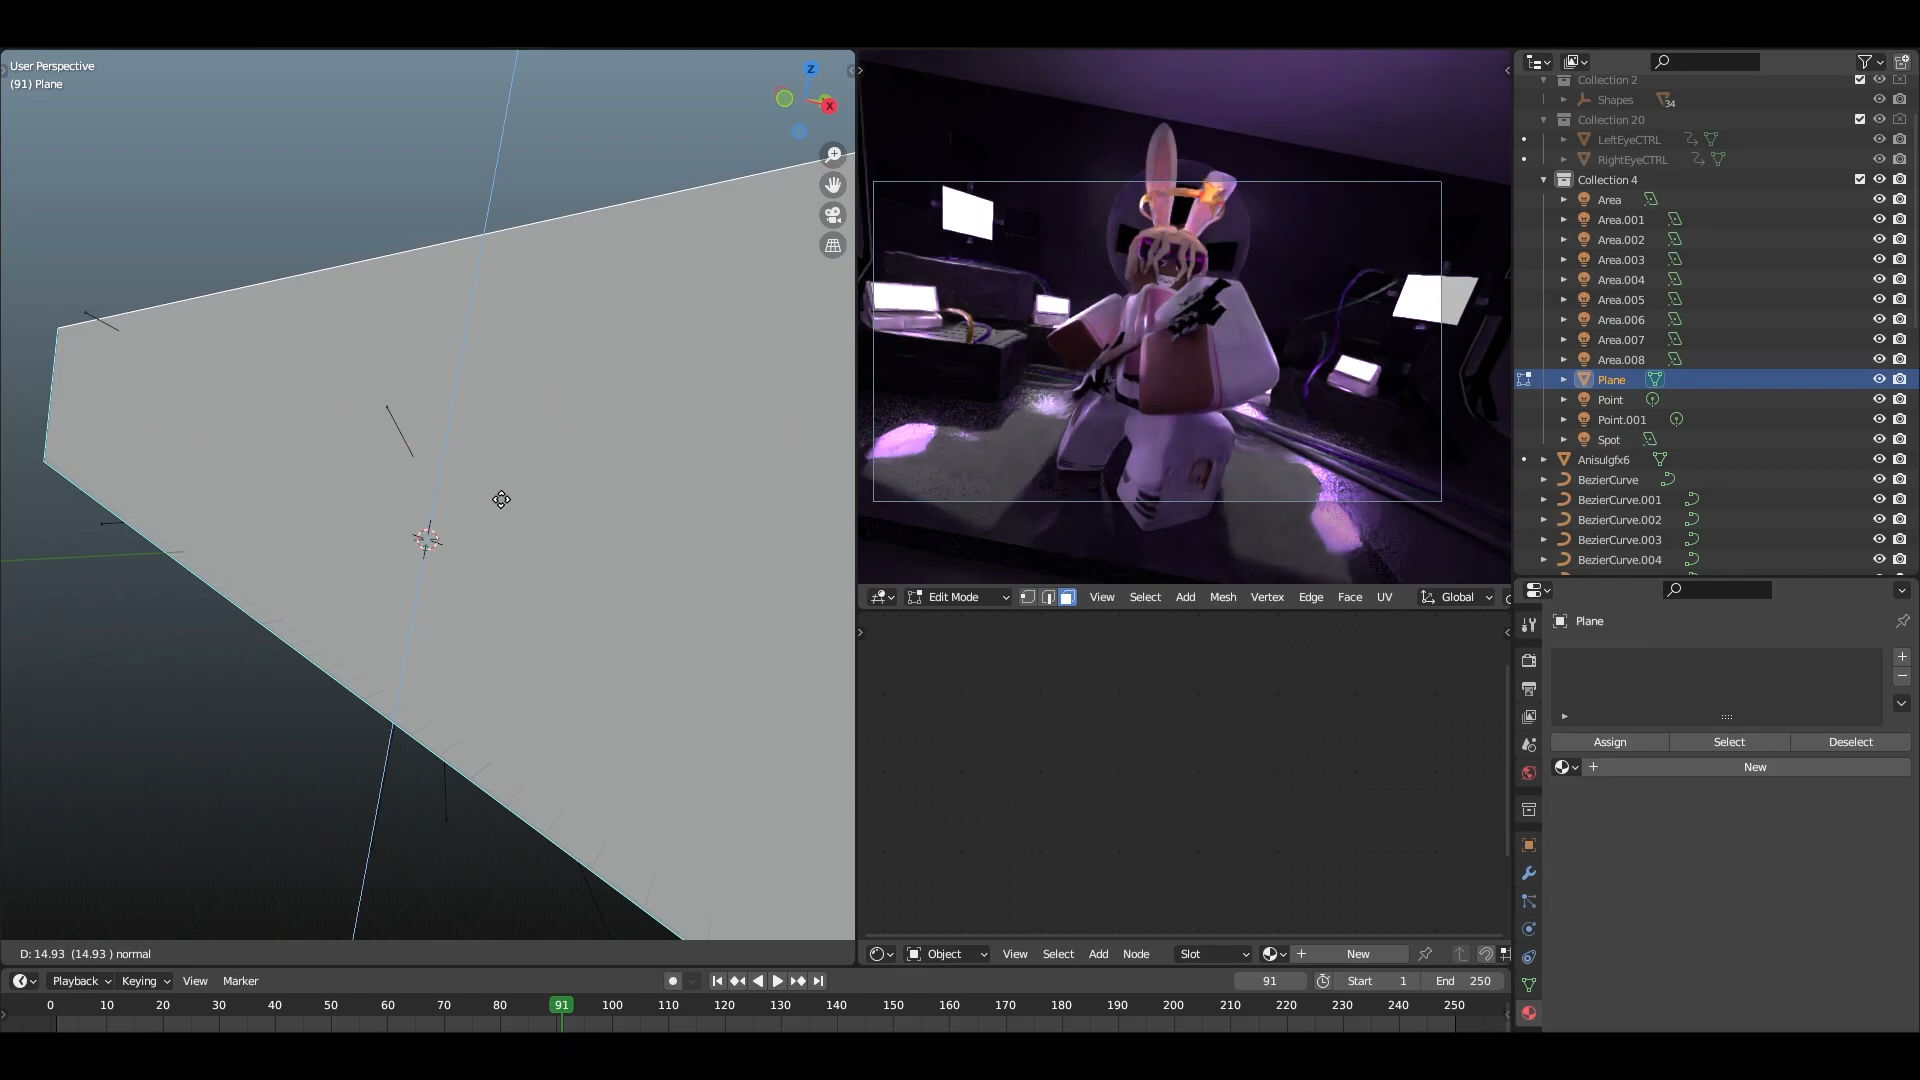 User Perspective
(91) Plane
Z
X
Collection 2
Shapes 34
Collection 20
LeftEyeCTRL
RightEyeCTRL
Collection 4
Area
Area.001
Area.002
Area.003
Area.004
Area.005
Area.006
Area.007
Area.008
Plane
Point
Point.001
Spot
Anisulgfx6
BezierCurve
BezierCurve.001
BezierCurve.002
BezierCurve.003
BezierCurve.004
Edit Mode View Select Add Mesh Vertex Edge Face UV Global
Plane
Assign Select Deselect
New
D: 14.93 (14.93 ) normal
Object View Select Add Node Slot New
Playback Keying View Marker 91 Start 1 End 250
0 10 20 30 40 50 60 70 80 91 100 110 120 130 140 150 160 170 180 190 200 210 220 230 240 250